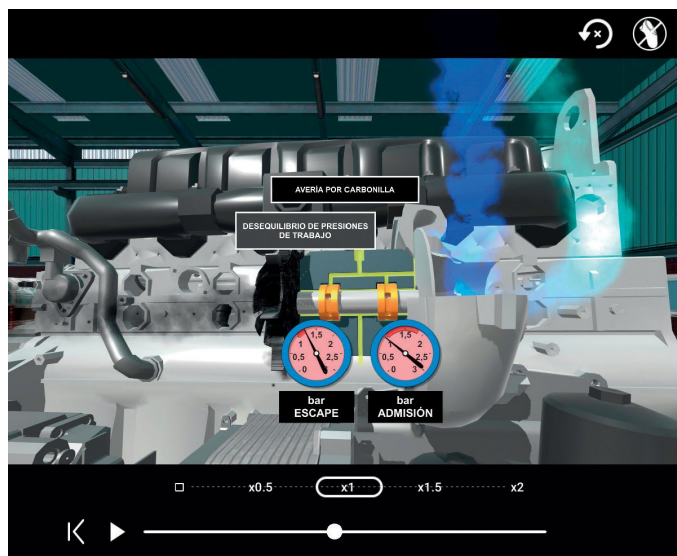 AVERÍA POR CARBONILLA
DESEQUILIBRIO DE PRESIONES
DE TRABAJO
1,5
1 2
0,5 2,5
0
1,5
1 2
0,5 2,5
0 3
bar
ESCAPE
bar
ADMISIÓN
x0.5 x1 x1.5 x2